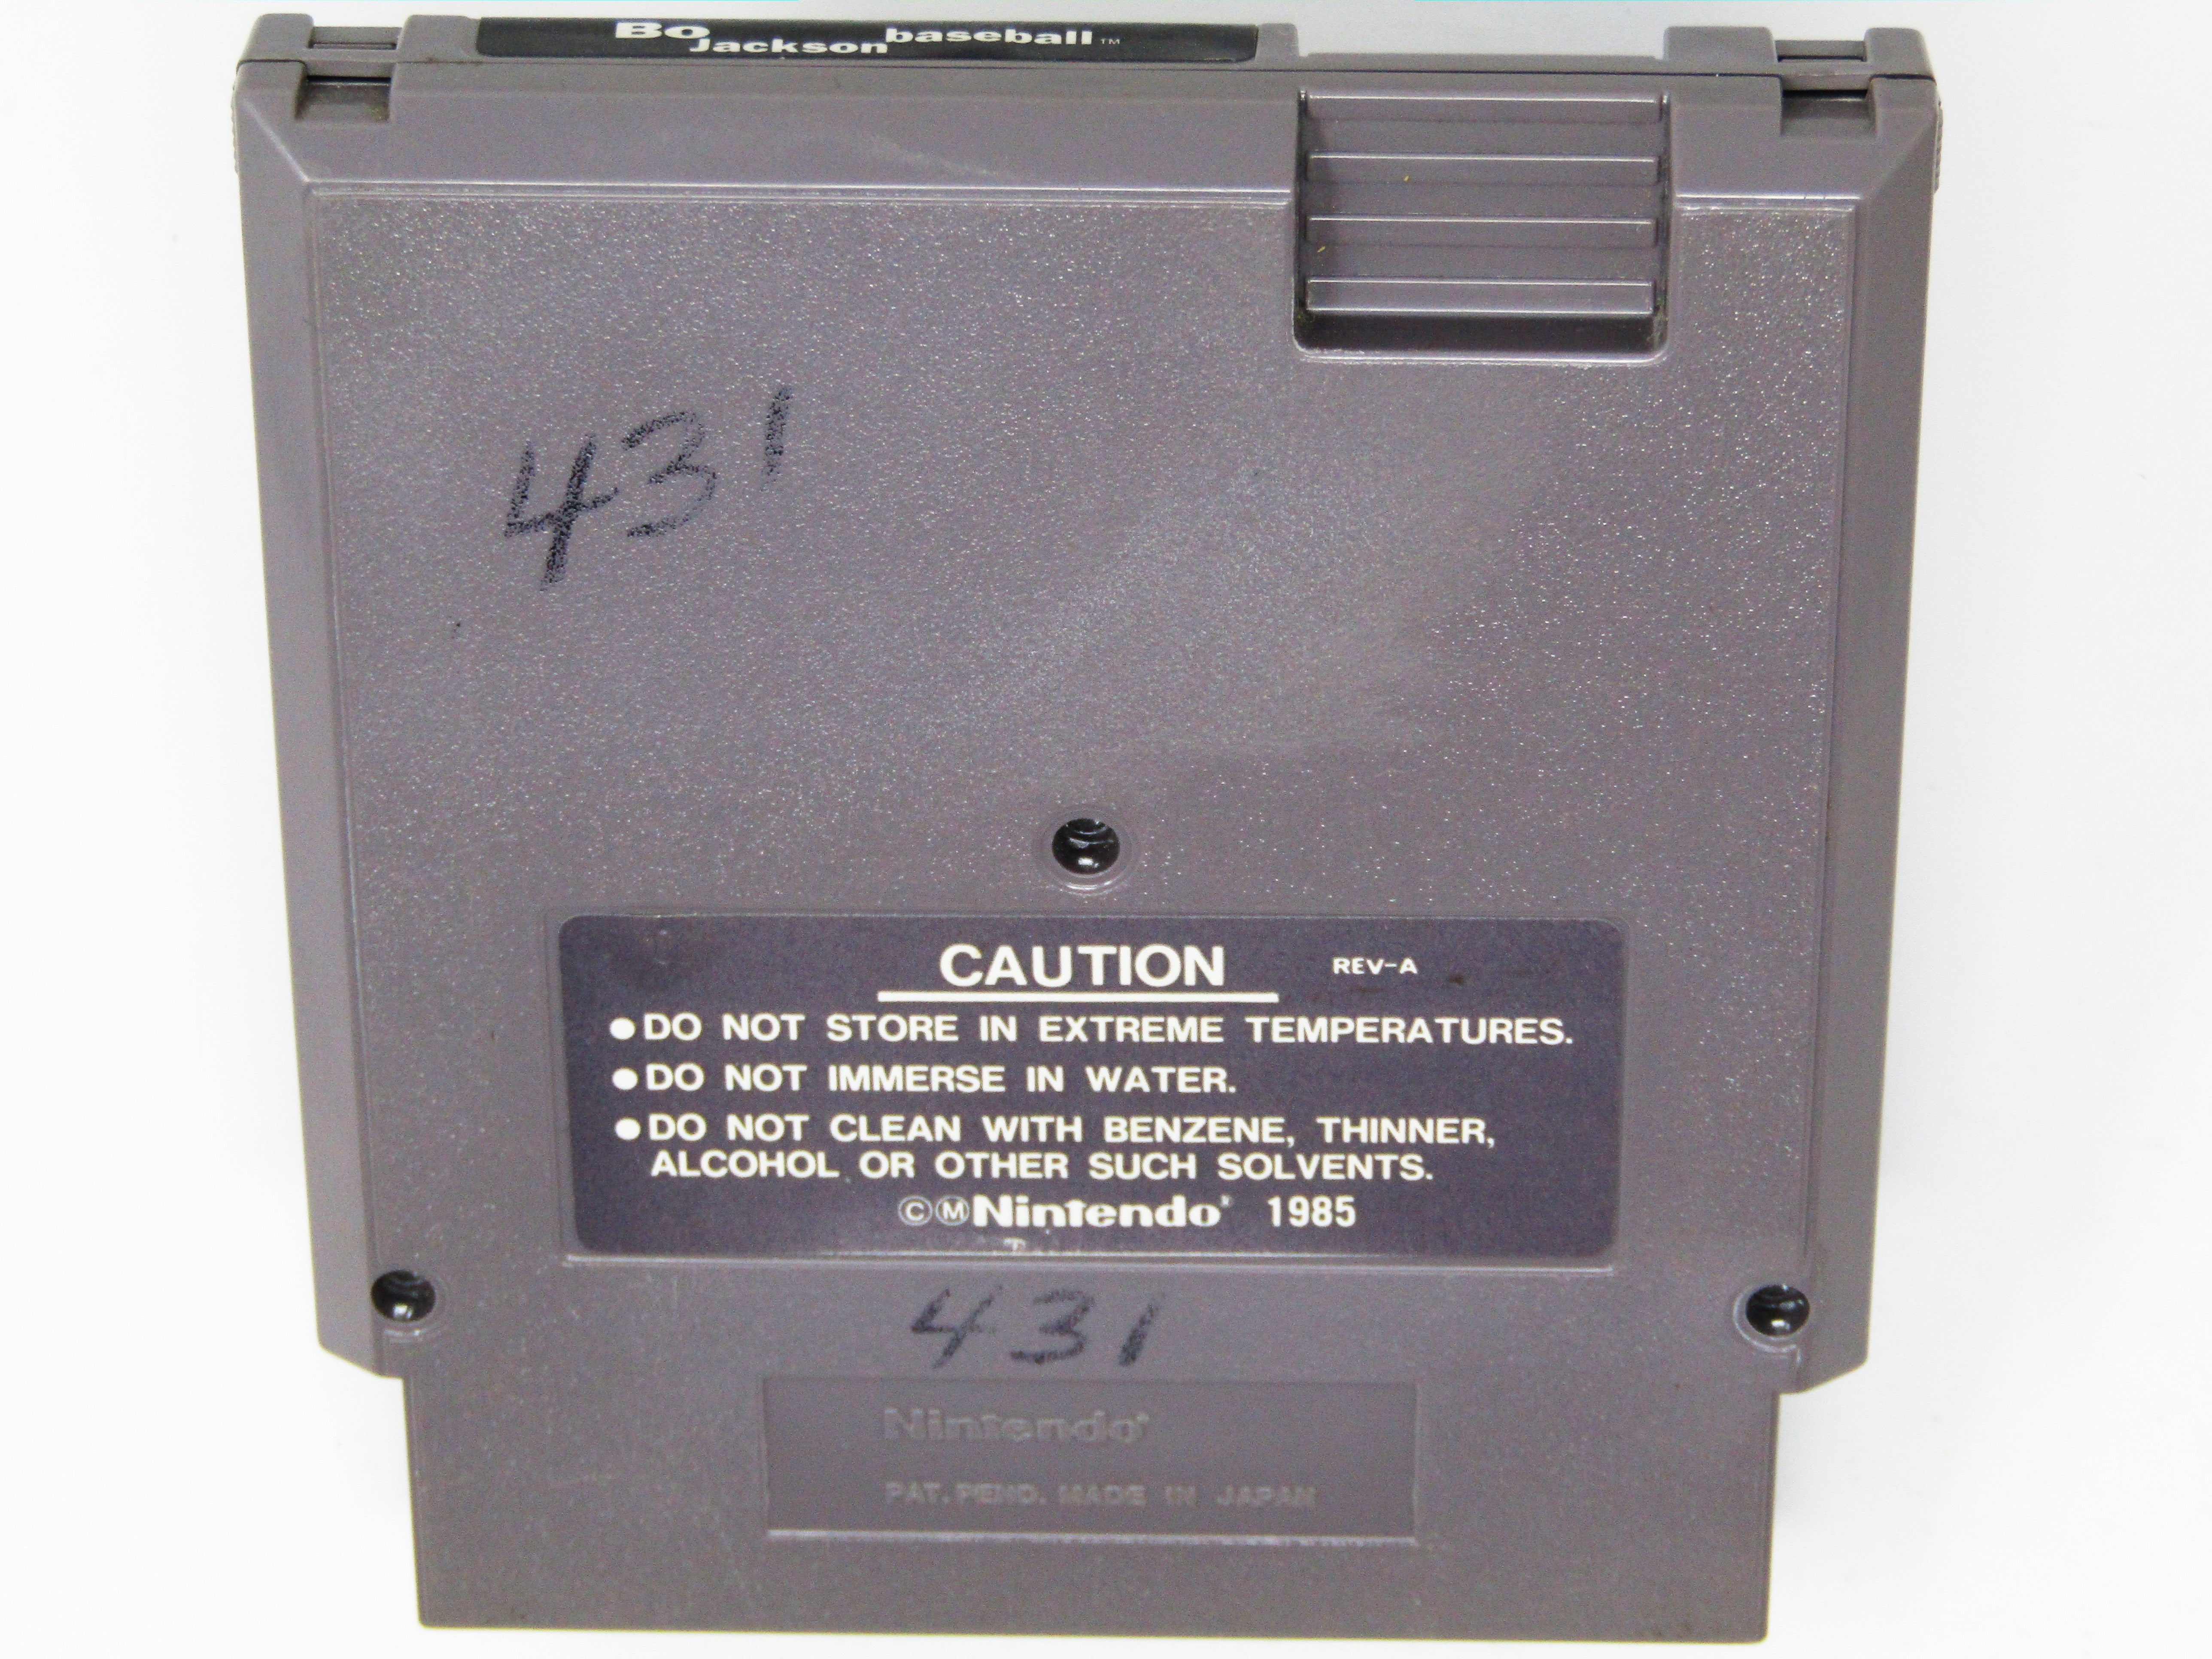 Bo Jackson baseball™
431
CAUTION REV-A
●DO NOT STORE IN EXTREME TEMPERATURES.
●DO NOT IMMERSE IN WATER.
●DO NOT CLEAN WITH BENZENE, THINNER,
ALCOHOL OR OTHER SUCH SOLVENTS.
©Ⓜ Nintendo® 1985
431
Nintendo®
PAT. PEND. MADE IN JAPAN